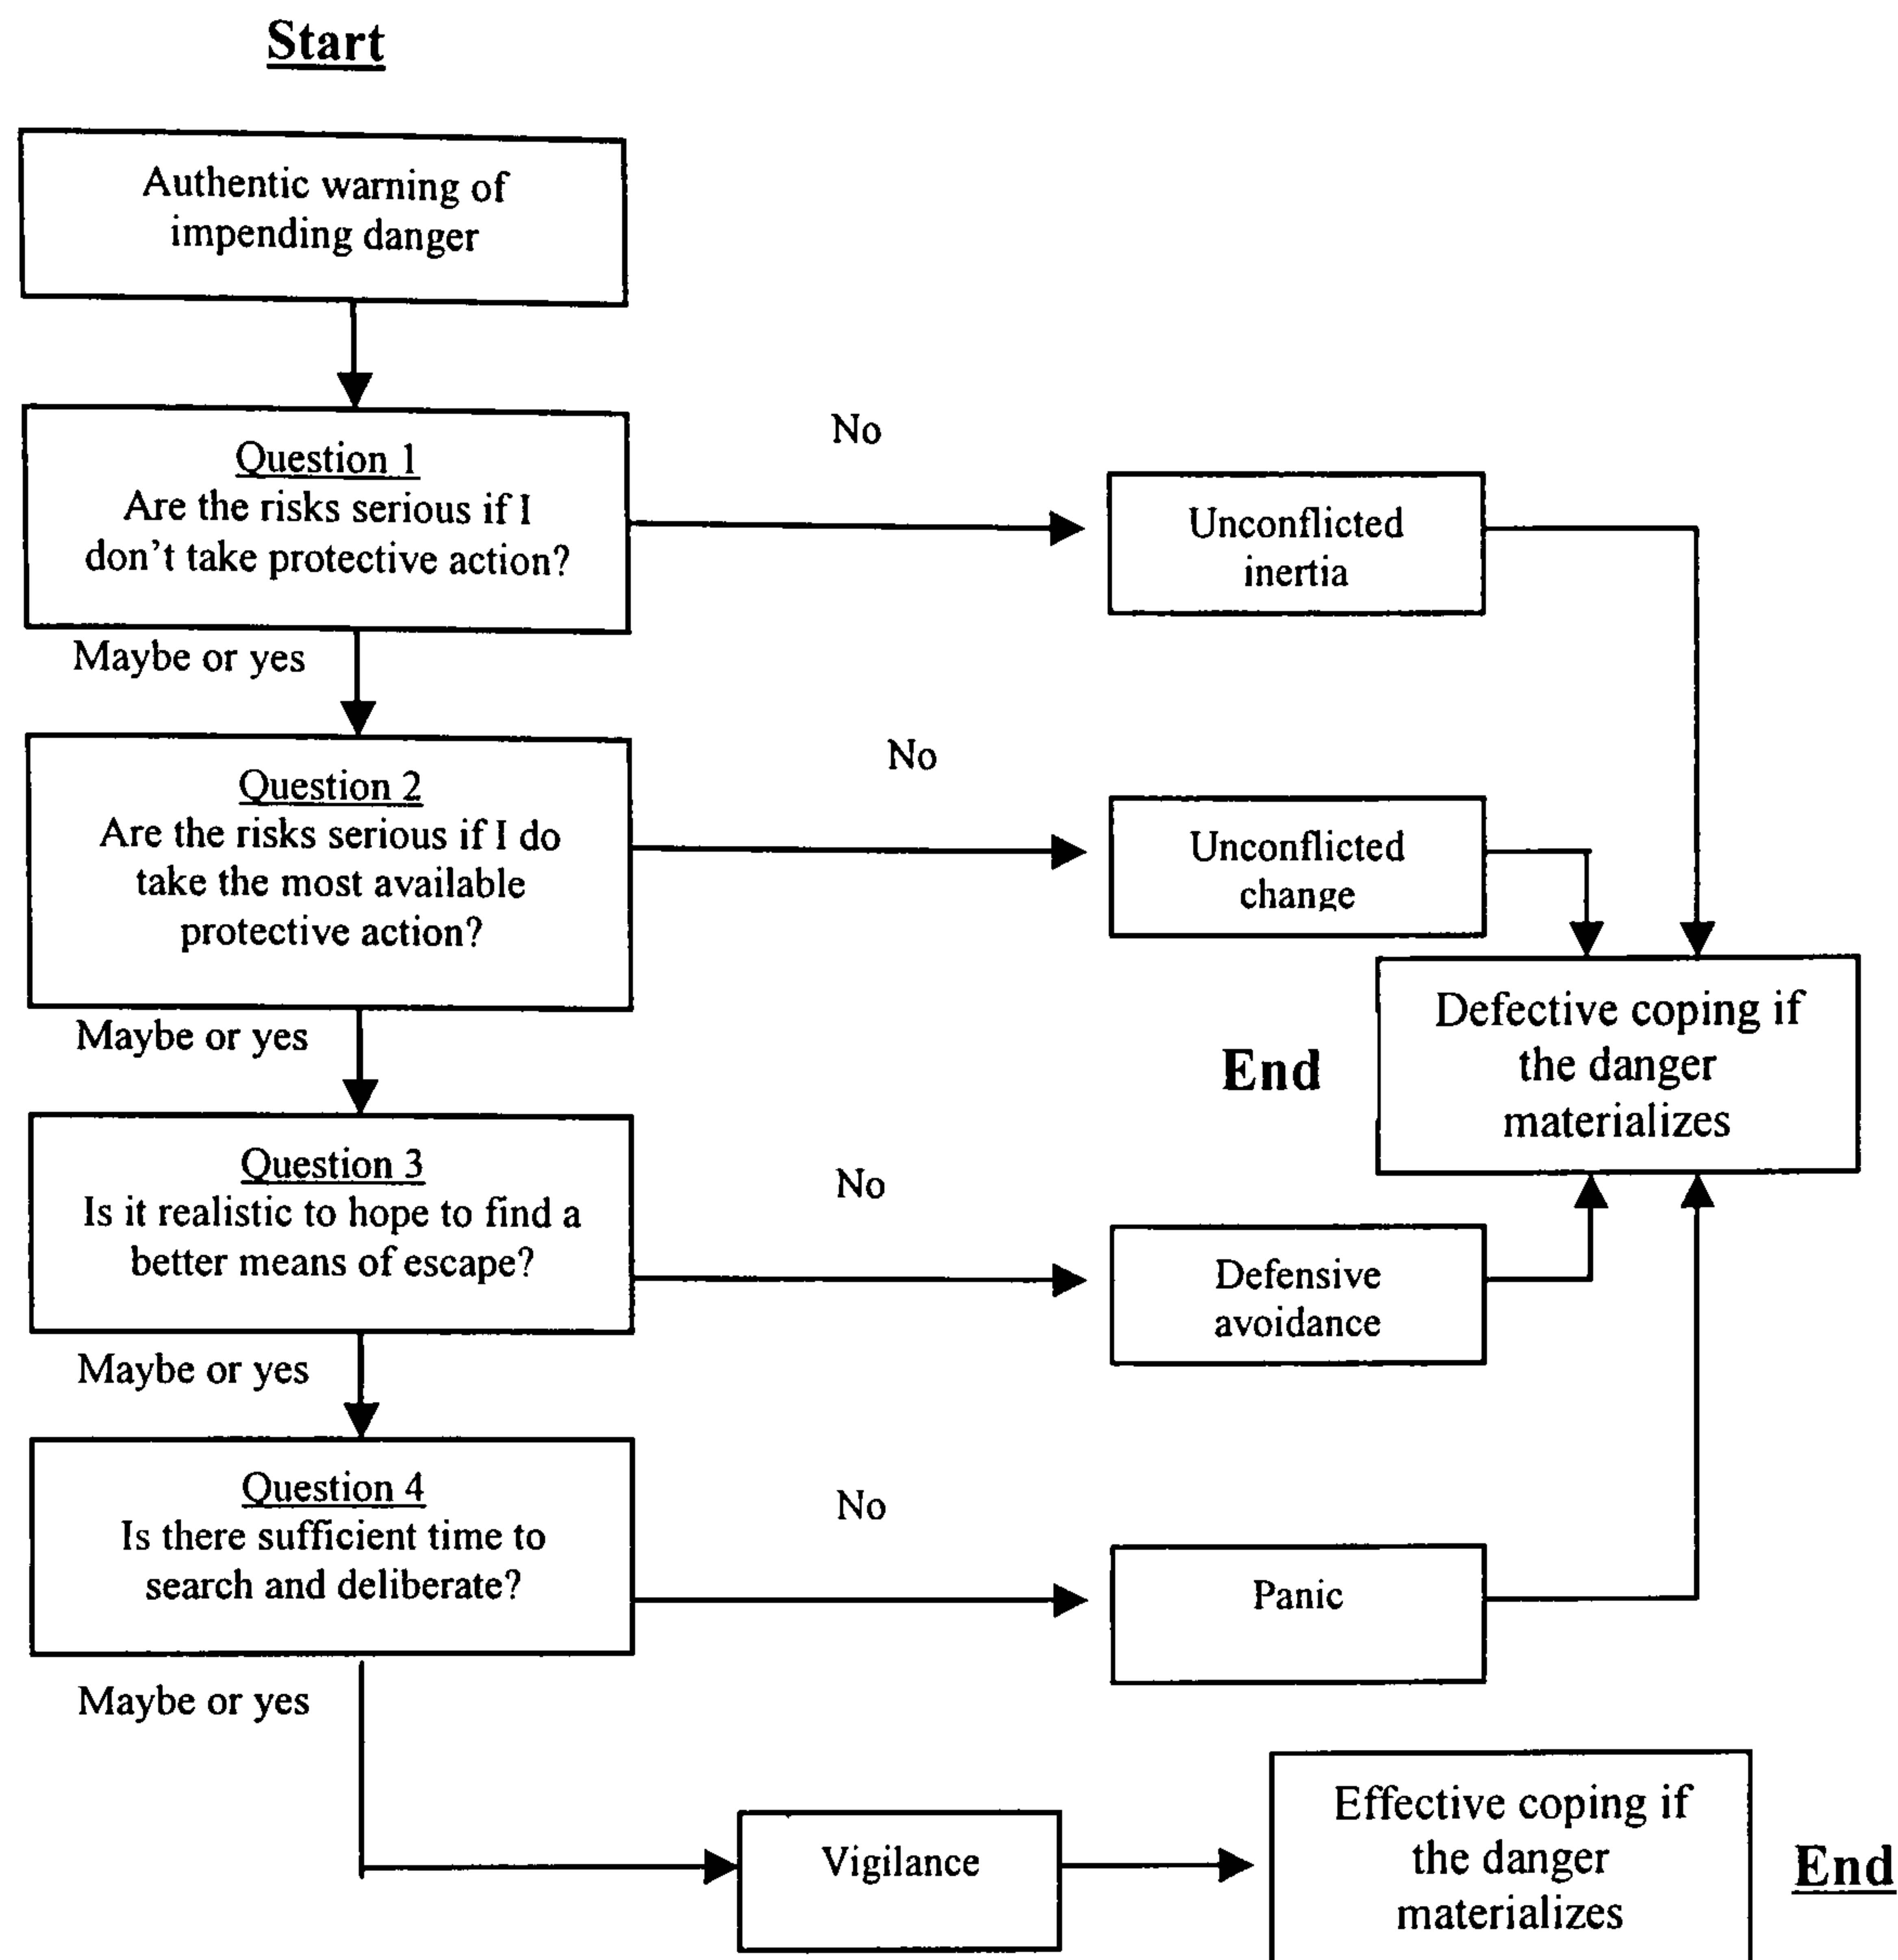 Start
Authentic warning of
impending danger
Question 1
Are the risks serious if I
don't take protective action?
No
Unconflicted
inertia
Maybe or yes
Question 2
Are the risks serious if I do
take the most available
protective action?
No
Unconflicted
change
Maybe or yes
End
Defective coping if
the danger
materializes
Question 3
Is it realistic to hope to find a
better means of escape?
No
Defensive
avoidance
Maybe or yes
Question 4
Is there sufficient time to
search and deliberate?
No
Panic
Maybe or yes
Vigilance
Effective coping if
the danger
materializes
End